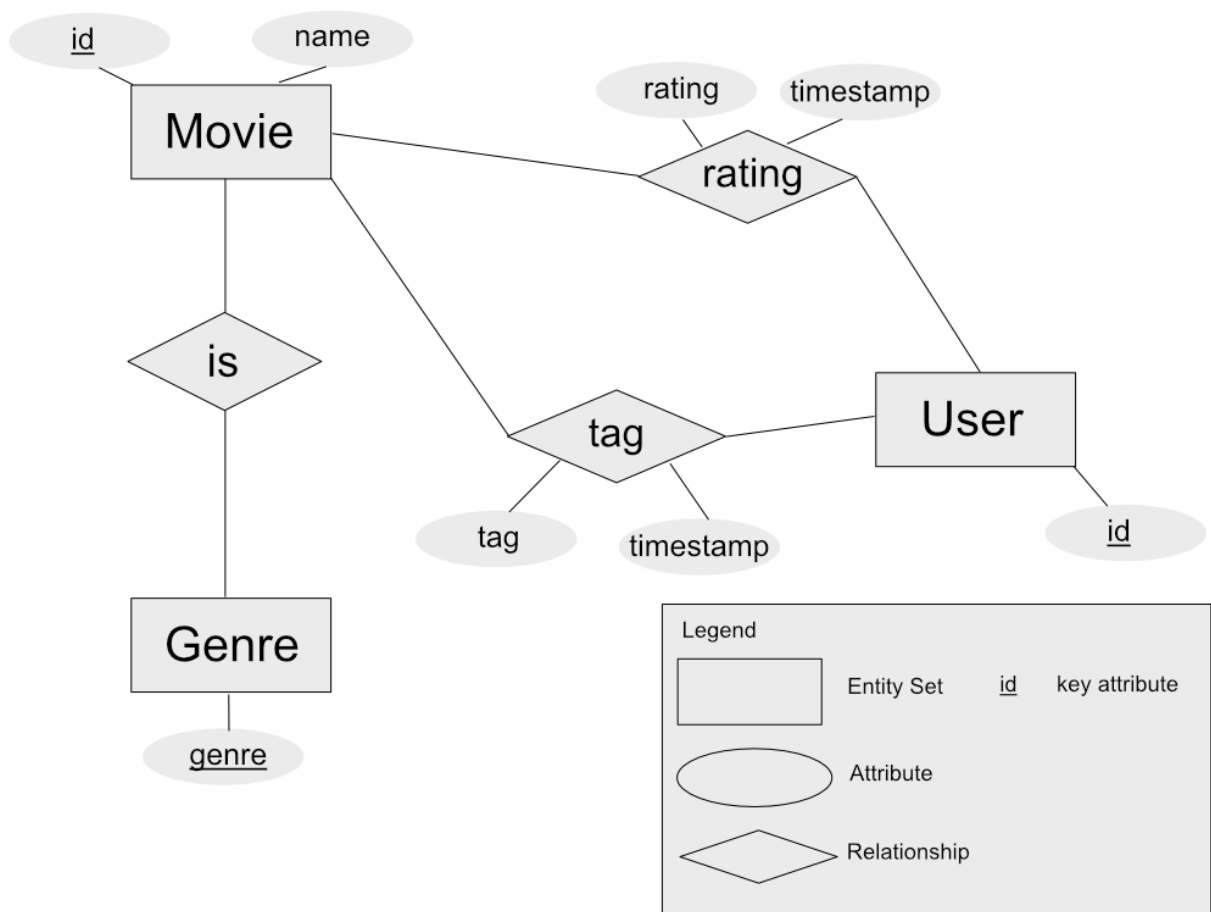 id
name
Movie
rating
timestamp
rating
is
tag
User
tag
timestamp
id
Genre
genre
Legend
Entity Set id key attribute
Attribute
Relationship